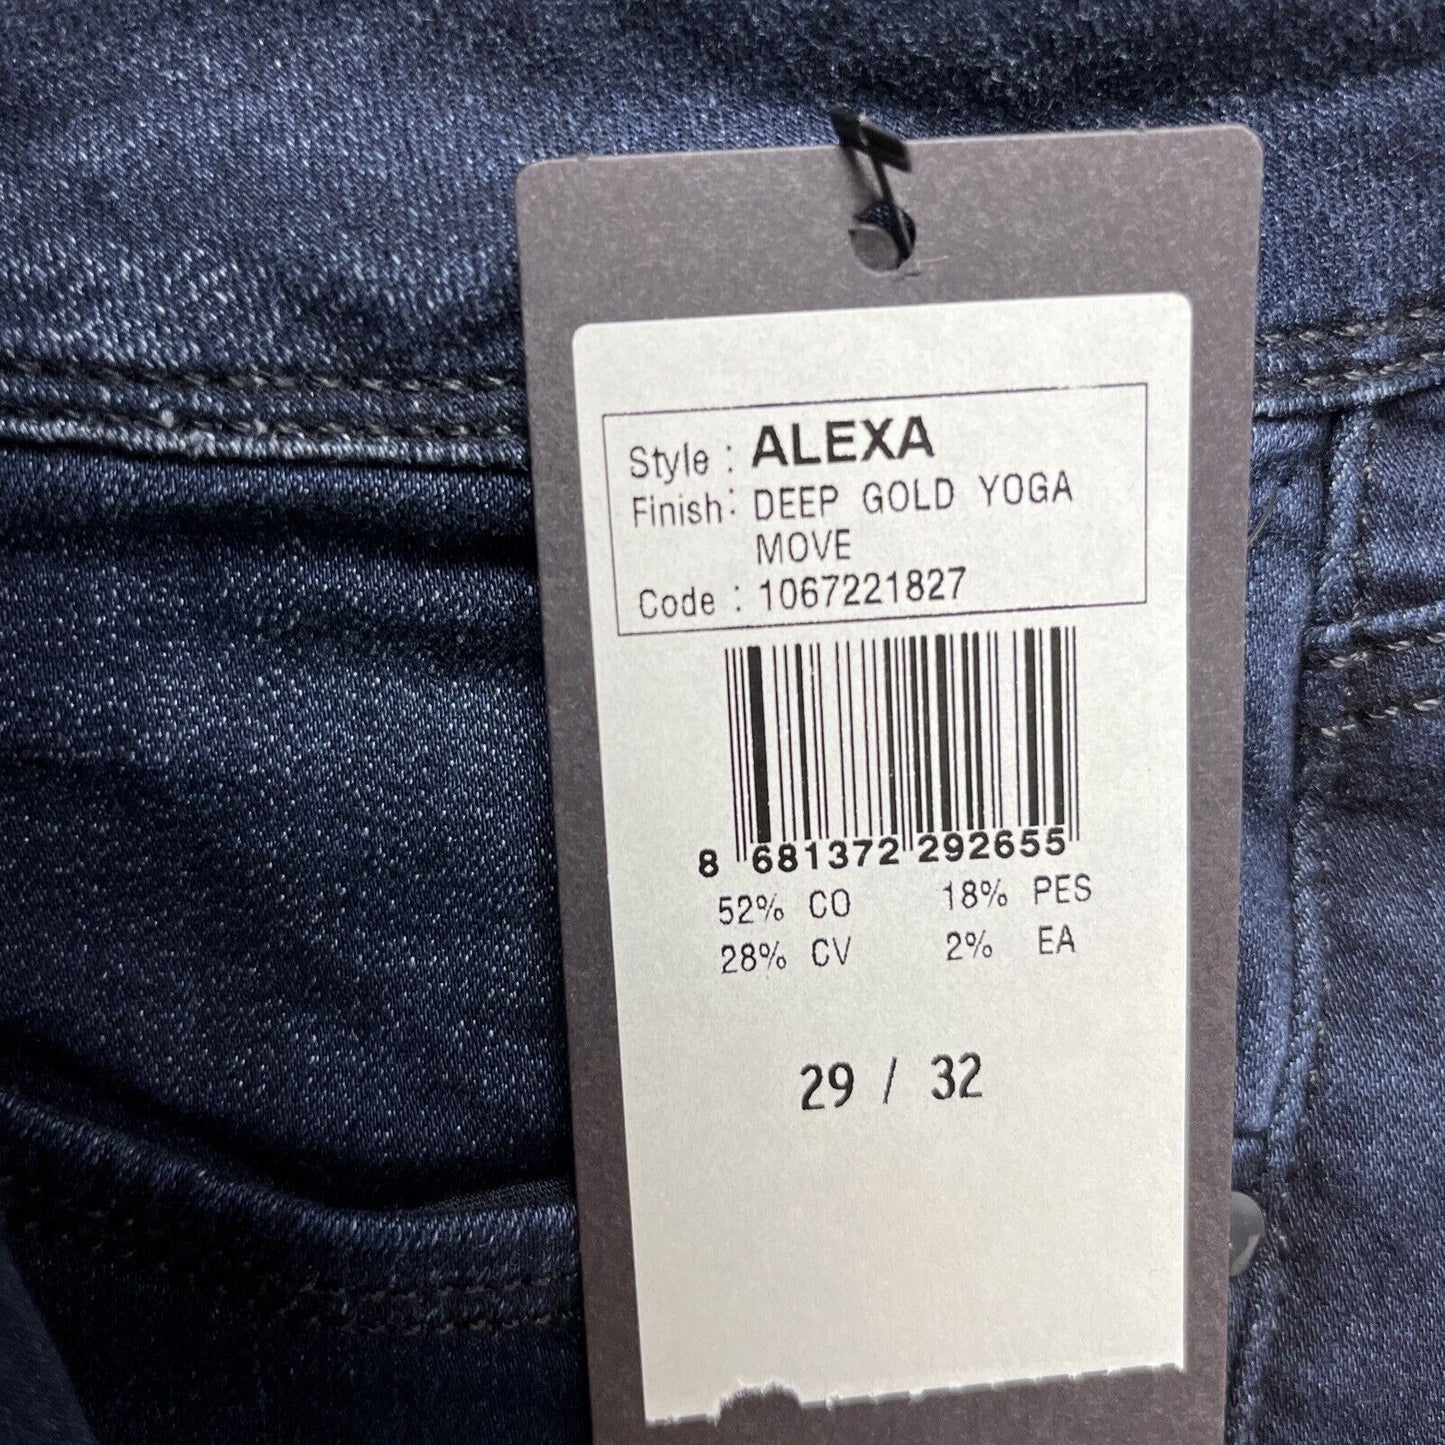 Style : ALEXA
Finish: DEEP GOLD YOGA
MOVE
Code : 1067221827
8 681372 292655
52% CO 18% PES
28% CV 2% EA
29 / 32